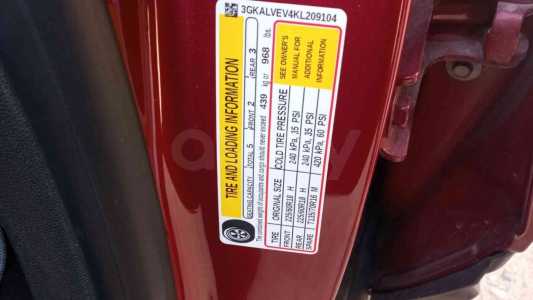 3GKALVEV4KL209104
TIRE AND LOADING INFORMATION
SEATING CAPACITY TOTAL 5 FRONT 2 REAR 3
The combined weight of occupants and cargo should never exceed 439 kg or 968 lbs.
TIRE ORIGINAL SIZE COLD TIRE PRESSURE
FRONT 225/60R18 H 240 kPa, 35 PSI
REAR 225/60R18 H 240 kPa, 35 PSI
SPARE T135/70R16 M 420 kPa, 60 PSI
SEE OWNER'S
MANUAL FOR
ADDITIONAL
INFORMATION